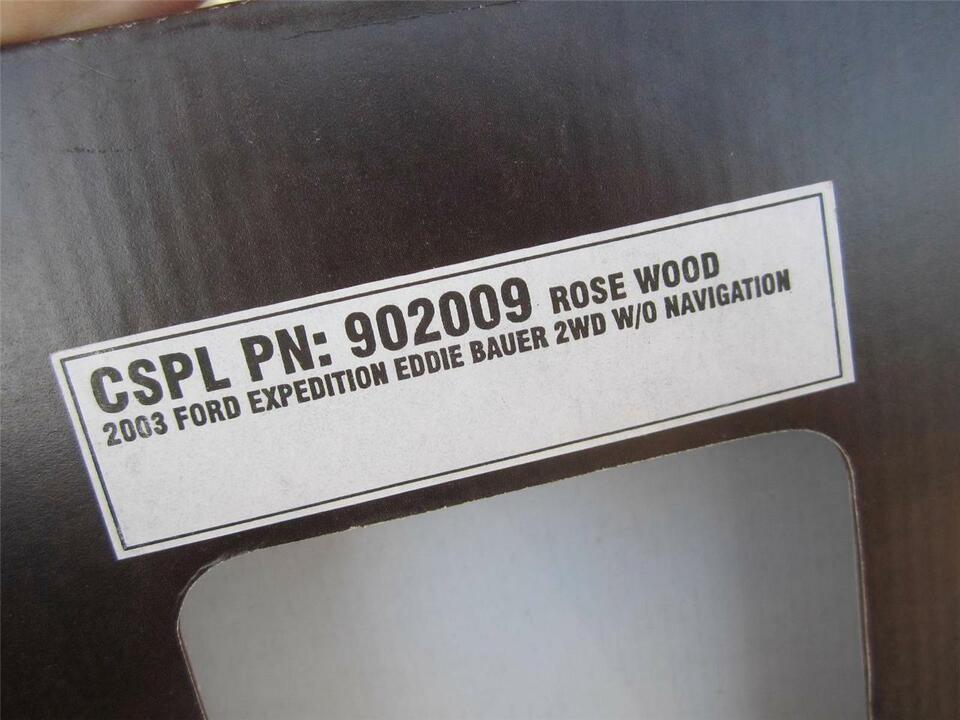 CSPL PN: 902009 ROSE WOOD
2003 FORD EXPEDITION EDDIE BAUER 2WD W/O NAVIGATION